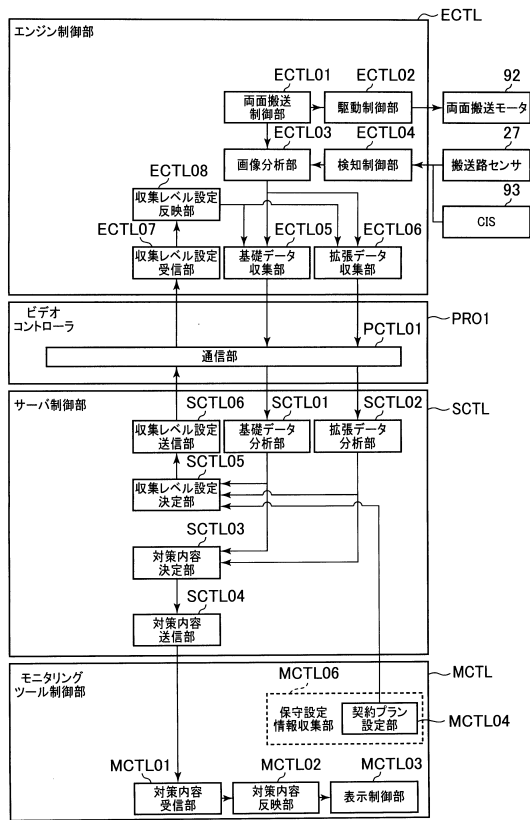 ECTL
エンジン制御部
ECTL01
ECTL02
92
両面搬送
制御部
駆動制御部
両面搬送モータ
ECTL03
ECTL04
27
画像分析部
検知制御部
搬送路センサ
ECTL08
93
収集レベル設定
反映部
CIS
ECTL07
ECTL05
ECTL06
収集レベル設定
受信部
基礎データ
収集部
拡張データ
収集部
ビデオ
コントローラ
PRO1
PCTL01
通信部
サーバ制御部
SCTL
SCTL06
SCTL01
SCTL02
収集レベル設定
送信部
基礎データ
分析部
拡張データ
分析部
SCTL05
収集レベル設定
決定部
SCTL03
対策内容
決定部
SCTL04
対策内容
送信部
モニタリング
ツール制御部
MCTL
MCTL06
保守設定
情報収集部
契約プラン
設定部
MCTL04
MCTL01
MCTL02
MCTL03
対策内容
受信部
対策内容
反映部
表示制御部